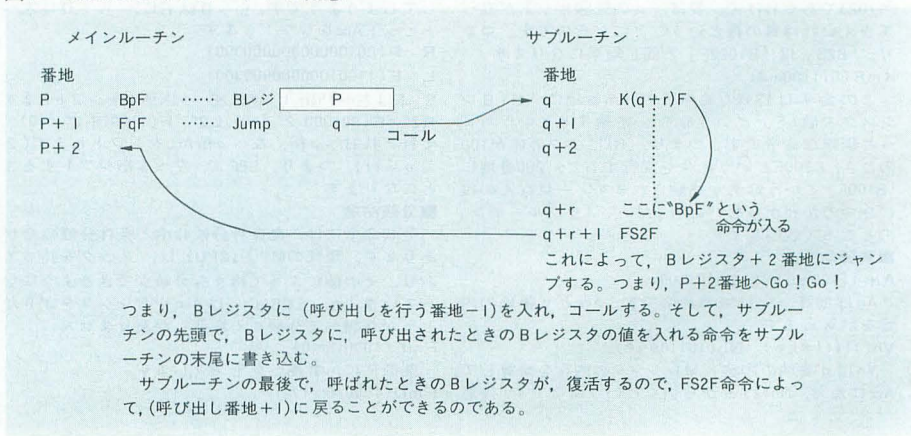 メインルーチン
サブルーチン
番地
番地
P BpF …… Bレジ P
q K(q+r)F
P+1 FqF …… Jump q
コール
q+1
P+2
q+2
q+r ここに"BpF"という
命令が入る
q+r+1 FS2F
これによって,Bレジスタ+2番地にジャン
プする。つまり,P+2番地へGo!Go!
つまり,Bレジスタに(呼び出しを行う番地-1)を入れ,コールする。そして,サブルー
チンの先頭で,Bレジスタに,呼び出されたときのBレジスタの値を入れる命令をサブル
ーチンの末尾に書き込む。
サブルーチンの最後で,呼ばれたときのBレジスタが,復活するので,FS2F命令によっ
て,(呼び出し番地+1)に戻ることができるのである。